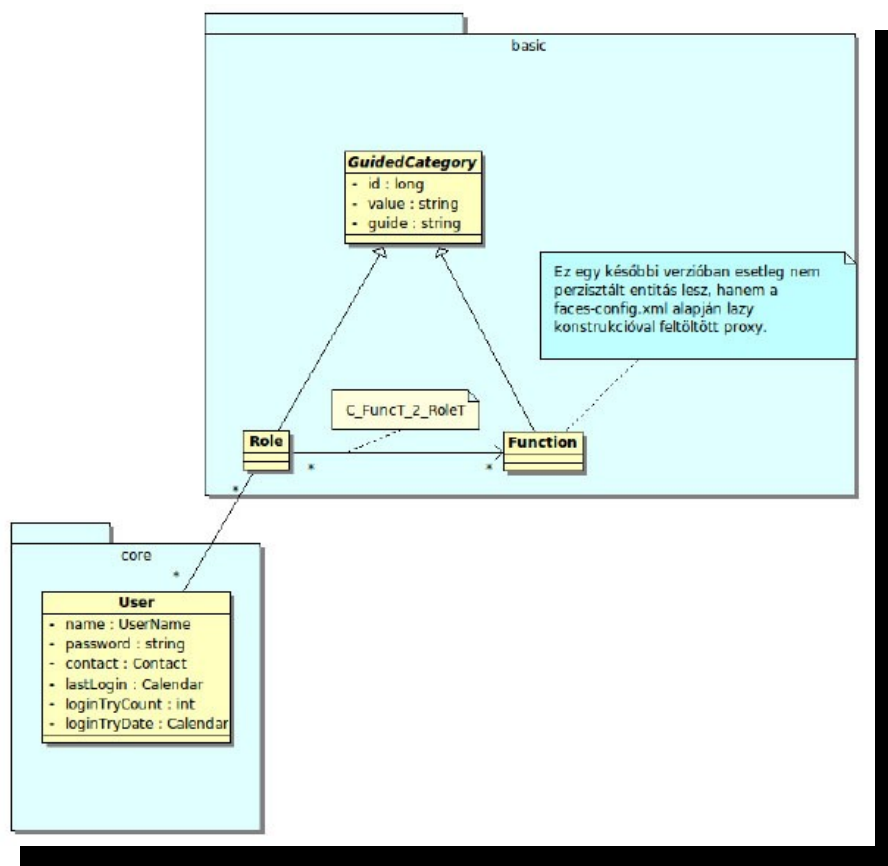 basic
GuidedCategory
- id : long
- value : string
- guide : string
Ez egy későbbi verzióban esetleg nem
perzisztált entitás lesz, hanem a
faces-config.xml alapján lazy
konstrukcióval feltöltött proxy.
C_FuncT_2_RoleT
Role
Function
*
*
*
core
*
User
- name : UserName
- password : string
- contact : Contact
- lastLogin : Calendar
- loginTryCount : int
- loginTryDate : Calendar